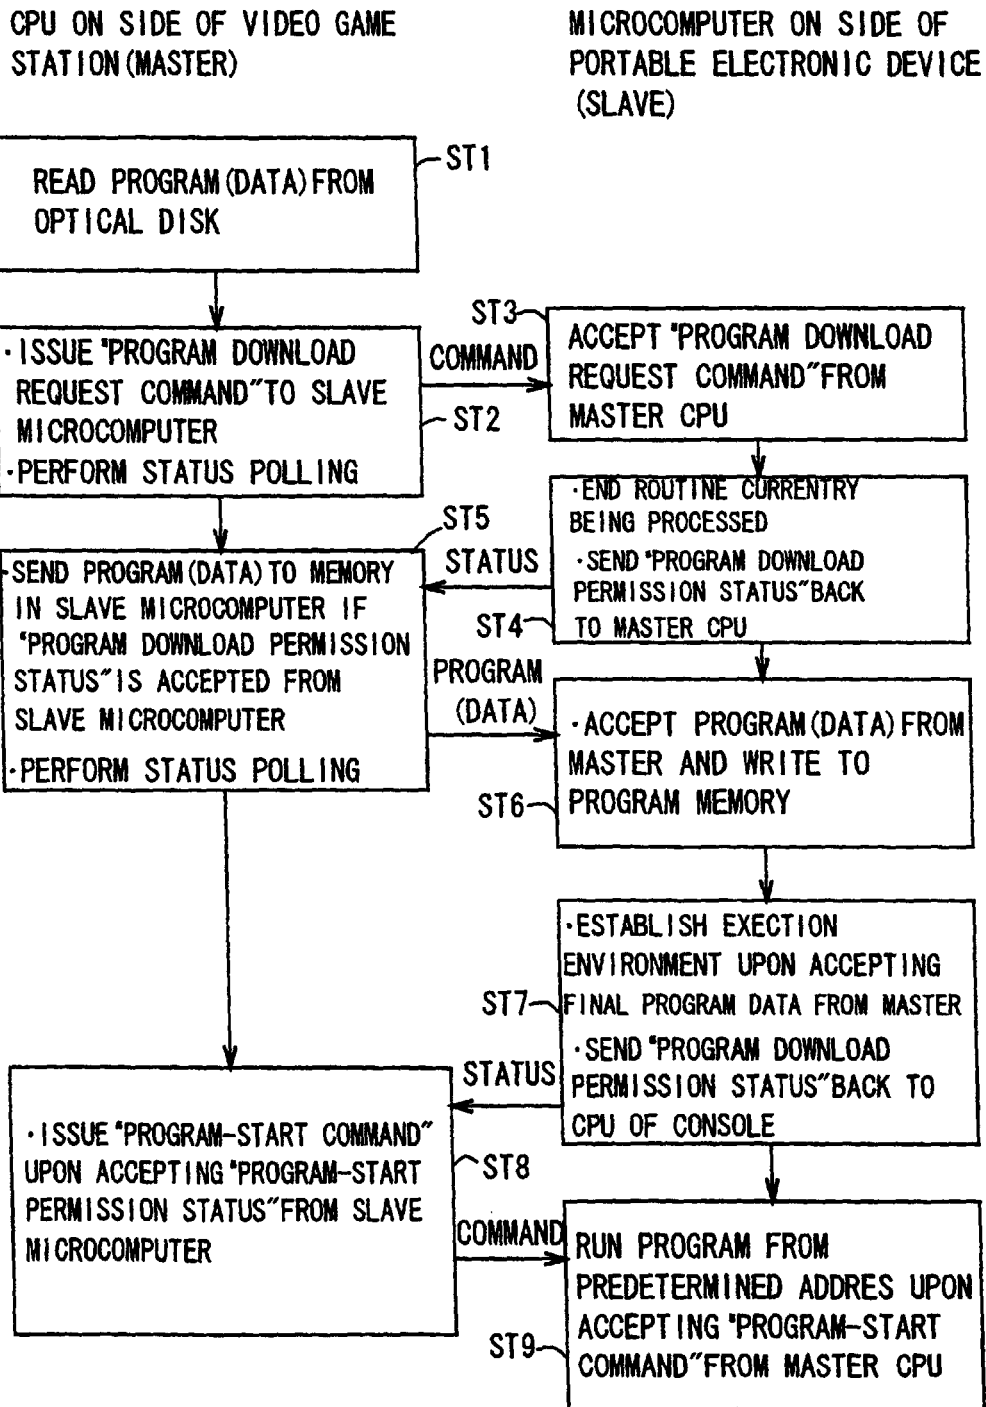 CPU ON SIDE OF VIDEO GAME
STATION(MASTER)
MICROCOMPUTER ON SIDE OF
PORTABLE ELECTRONIC DEVICE
(SLAVE)
ST1
READ PROGRAM(DATA)FROM
OPTICAL DISK
ST2
·ISSUE "PROGRAM DOWNLOAD
REQUEST COMMAND"TO SLAVE
MICROCOMPUTER
·PERFORM STATUS POLLING
COMMAND
ST3
ACCEPT "PROGRAM DOWNLOAD
REQUEST COMMAND"FROM
MASTER CPU
ST4
·END ROUTINE CURRENTRY
BEING PROCESSED
·SEND "PROGRAM DOWNLOAD
PERMISSION STATUS"BACK
TO MASTER CPU
STATUS
ST5
·SEND PROGRAM(DATA)TO MEMORY
IN SLAVE MICROCOMPUTER IF
"PROGRAM DOWNLOAD PERMISSION
STATUS"IS ACCEPTED FROM
SLAVE MICROCOMPUTER
·PERFORM STATUS POLLING
PROGRAM
(DATA)
ST6
·ACCEPT PROGRAM(DATA)FROM
MASTER AND WRITE TO
PROGRAM MEMORY
ST7
·ESTABLISH EXECTION
ENVIRONMENT UPON ACCEPTING
FINAL PROGRAM DATA FROM MASTER
·SEND "PROGRAM DOWNLOAD
PERMISSION STATUS"BACK TO
CPU OF CONSOLE
STATUS
ST8
·ISSUE "PROGRAM-START COMMAND"
UPON ACCEPTING "PROGRAM-START
PERMISSION STATUS"FROM SLAVE
MICROCOMPUTER
COMMAND
ST9
RUN PROGRAM FROM
PREDETERMINED ADDRES UPON
ACCEPTING "PROGRAM-START
COMMAND"FROM MASTER CPU